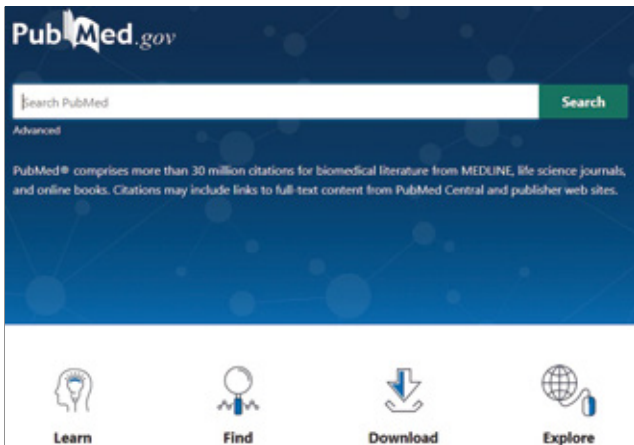 PubMed.gov
Search PubMed
Search
Advanced
PubMed® comprises more than 30 million citations for biomedical literature from MEDLINE, life science journals,
and online books. Citations may include links to full-text content from PubMed Central and publisher web sites.
Learn
Find
Download
Explore